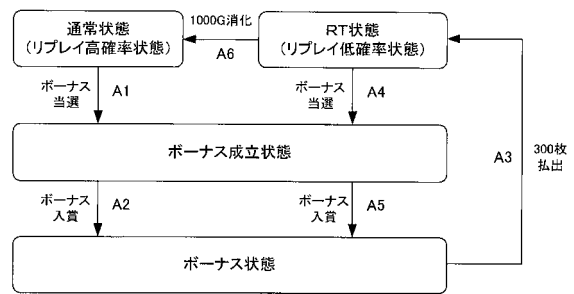 通常状態
(リプレイ高確率状態)
1000G消化
A6
RT状態
(リプレイ低確率状態)
ボーナス
当選
A1
ボーナス
当選
A4
ボーナス成立状態
A3
300枚
払出
ボーナス
入賞
A2
ボーナス
入賞
A5
ボーナス状態